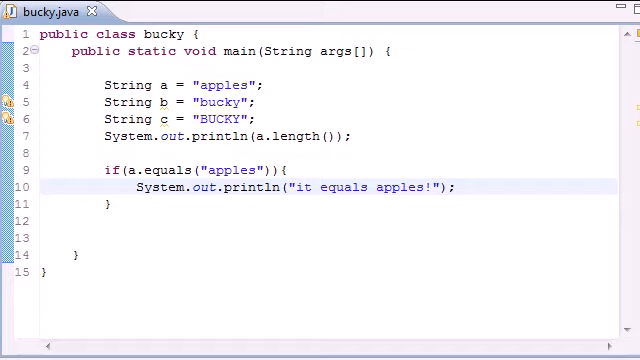 bucky.java
1 public class bucky {
2 public static void main(String args[]) {
3
4 String a = "apples";
5 String b = "bucky";
6 String c = "BUCKY";
7 System.out.println(a.length());
8
9 if(a.equals("apples")){
10 System.out.println("it equals apples!");
11 }
12
13
14 }
15 }